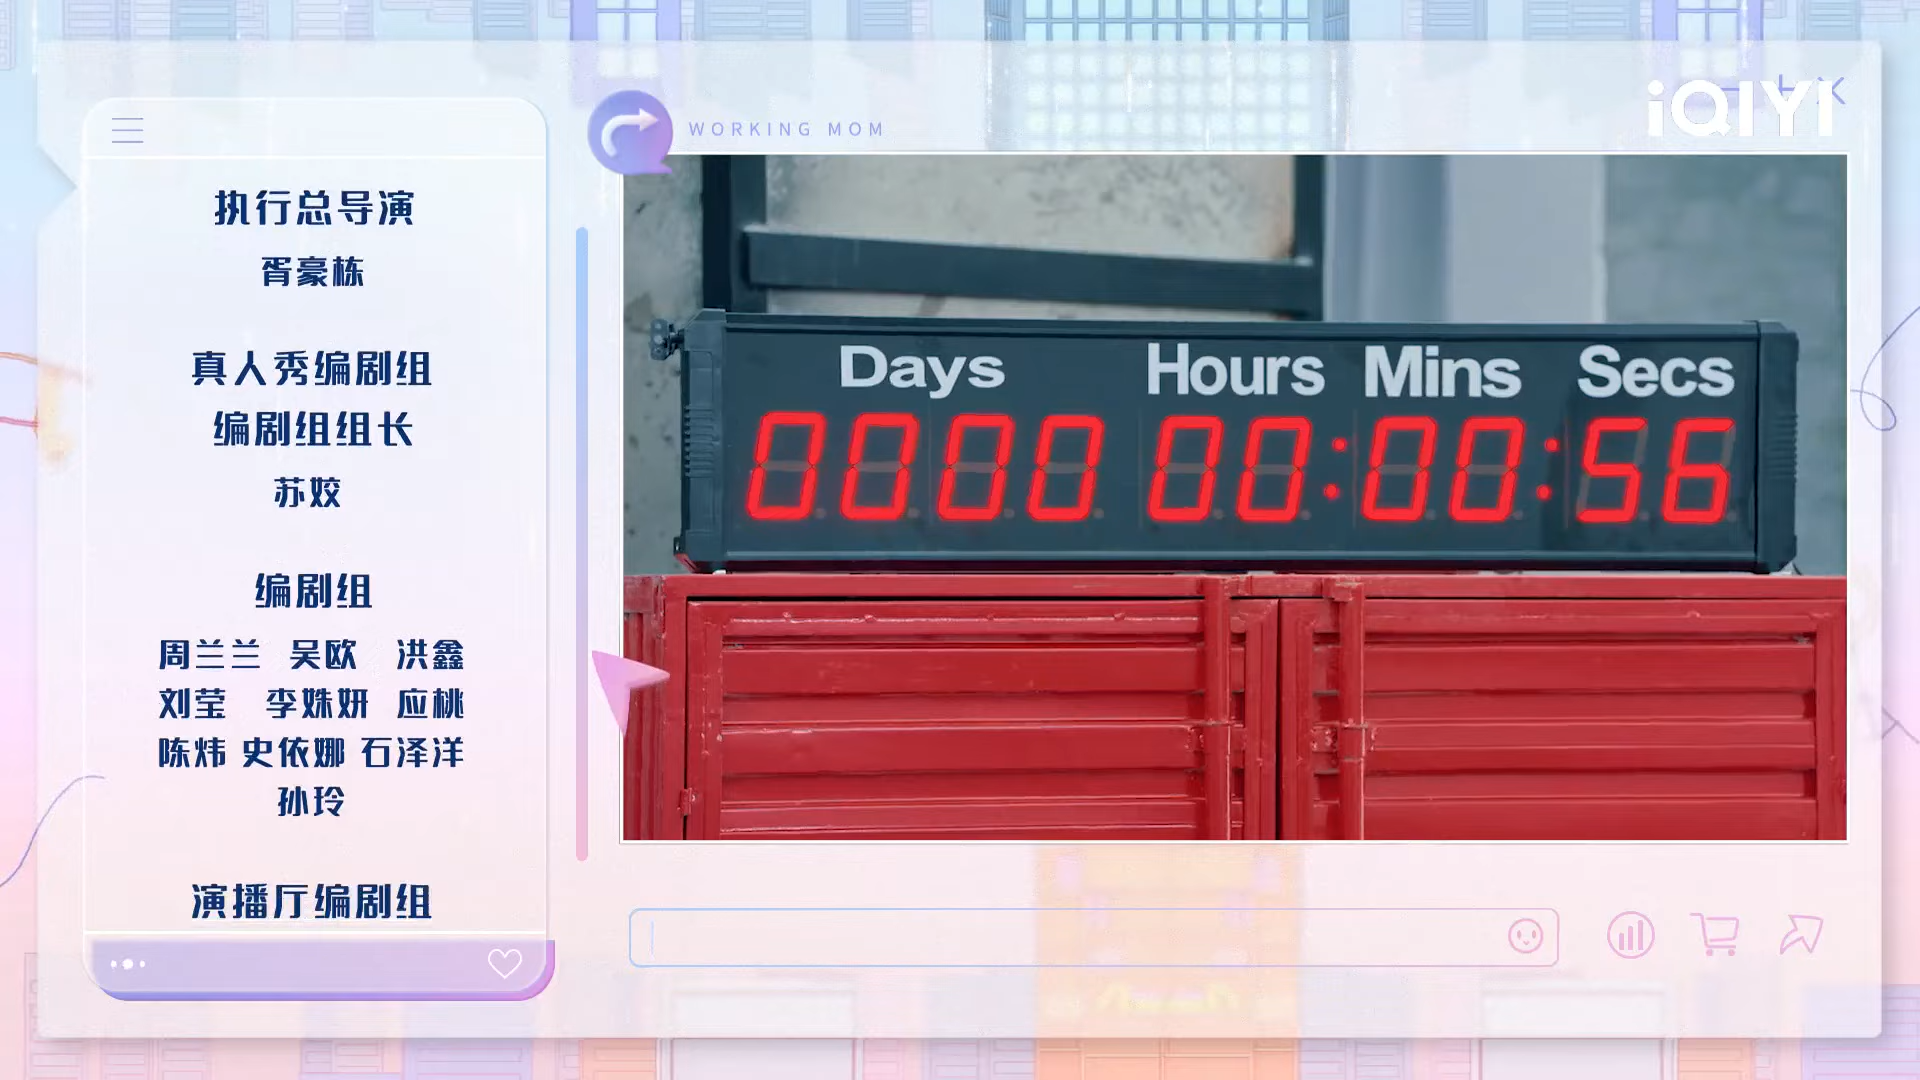 iQIYI
WORKING MOM
执行总导演
胥豪栋
真人秀编剧组
编剧组组长
苏姣
编剧组
周兰兰 吴欧 洪鑫
刘莹 李姝妍 应桃
陈炜 史依娜 石泽洋
孙玲
演播厅编剧组
Days Hours Mins Secs
0000 00:00:56